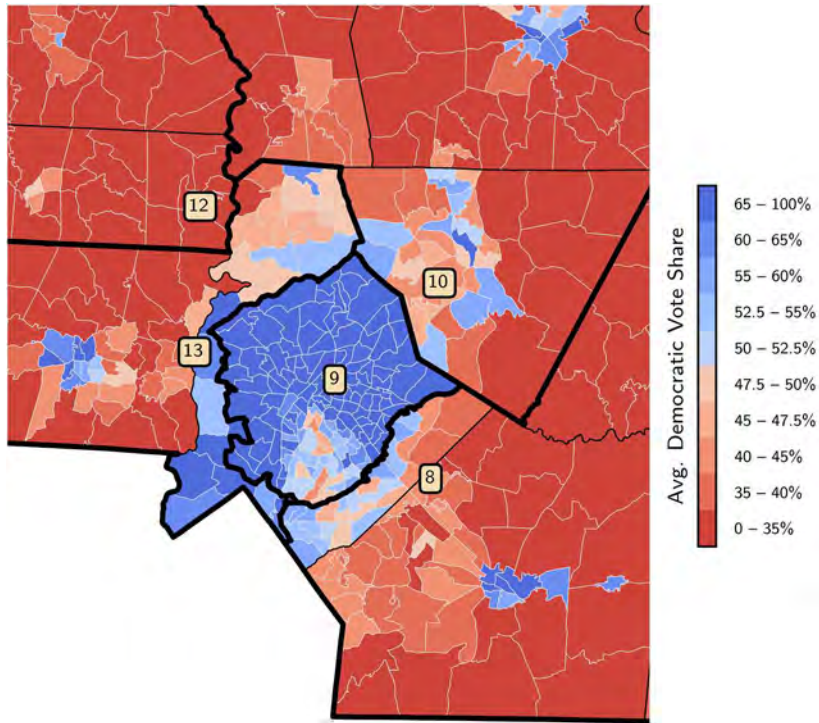 12
10
13
9
8
Avg. Democratic Vote Share
65 – 100%
60 – 65%
55 – 60%
52.5 – 55%
50 – 52.5%
47.5 – 50%
45 – 47.5%
40 – 45%
35 – 40%
0 – 35%